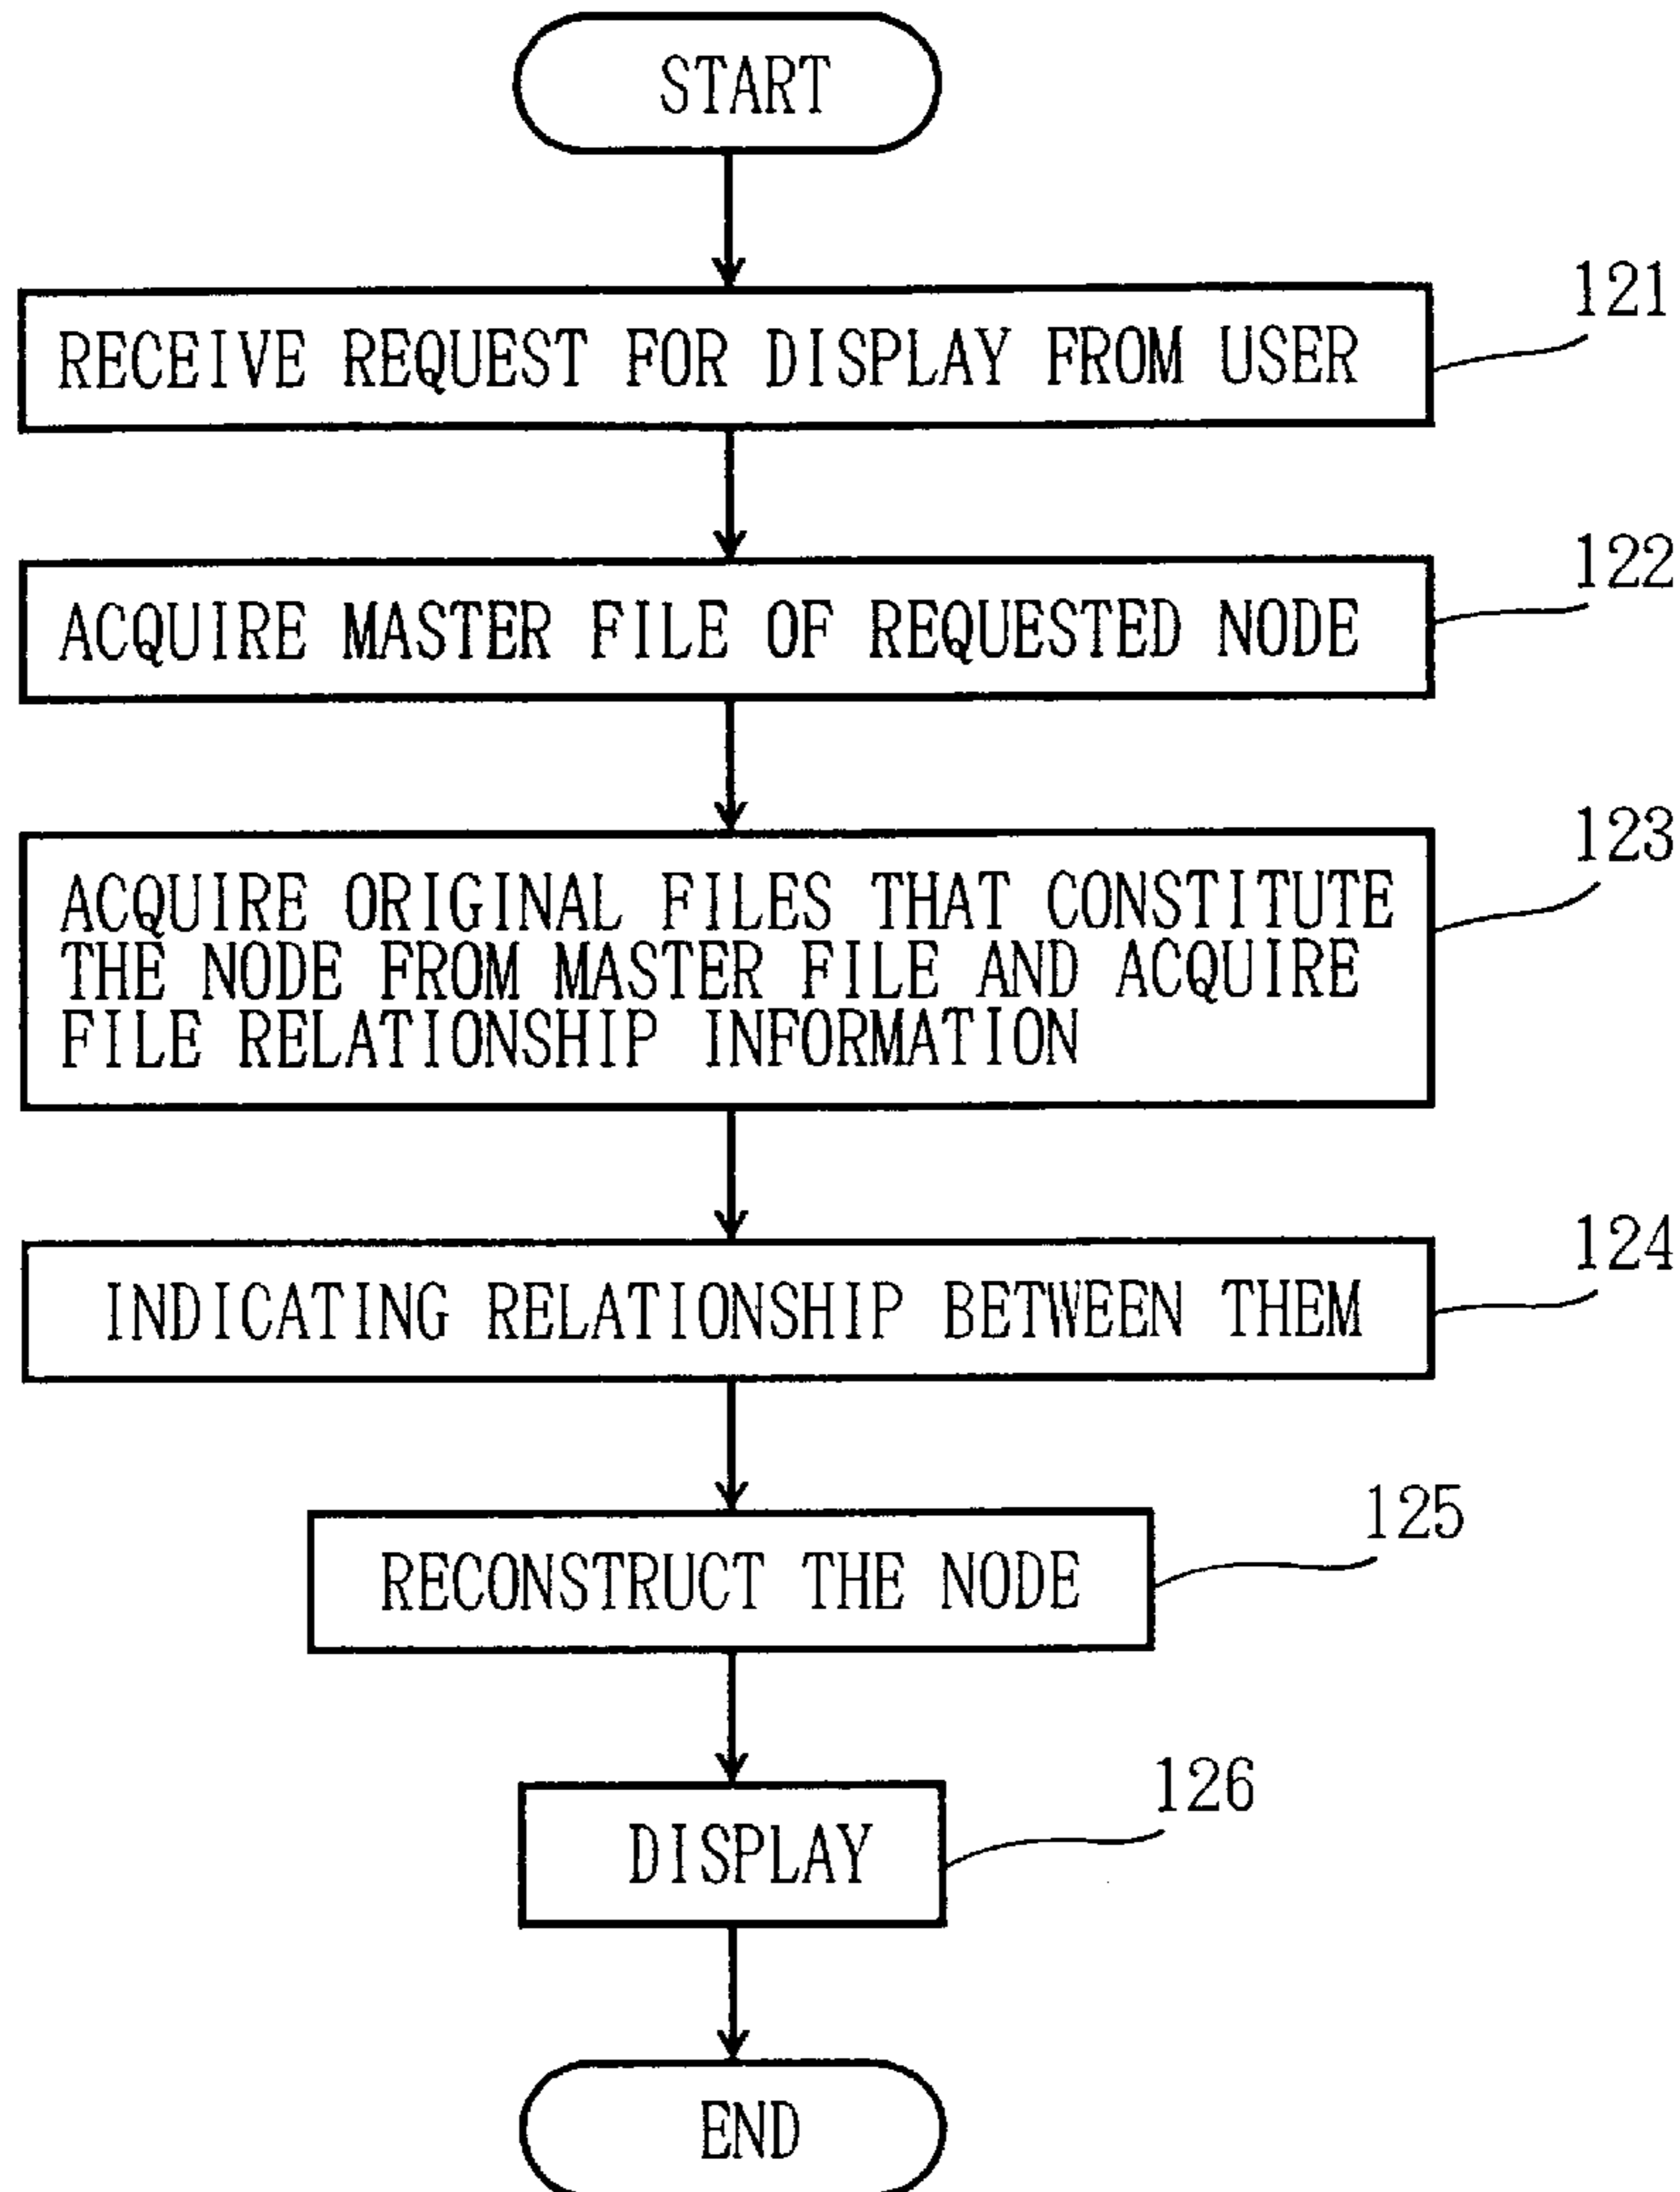 START
121
RECEIVE REQUEST FOR DISPLAY FROM USER
122
ACQUIRE MASTER FILE OF REQUESTED NODE
123
ACQUIRE ORIGINAL FILES THAT CONSTITUTE
THE NODE FROM MASTER FILE AND ACQUIRE
FILE RELATIONSHIP INFORMATION
124
INDICATING RELATIONSHIP BETWEEN THEM
125
RECONSTRUCT THE NODE
126
DISPLAY
END